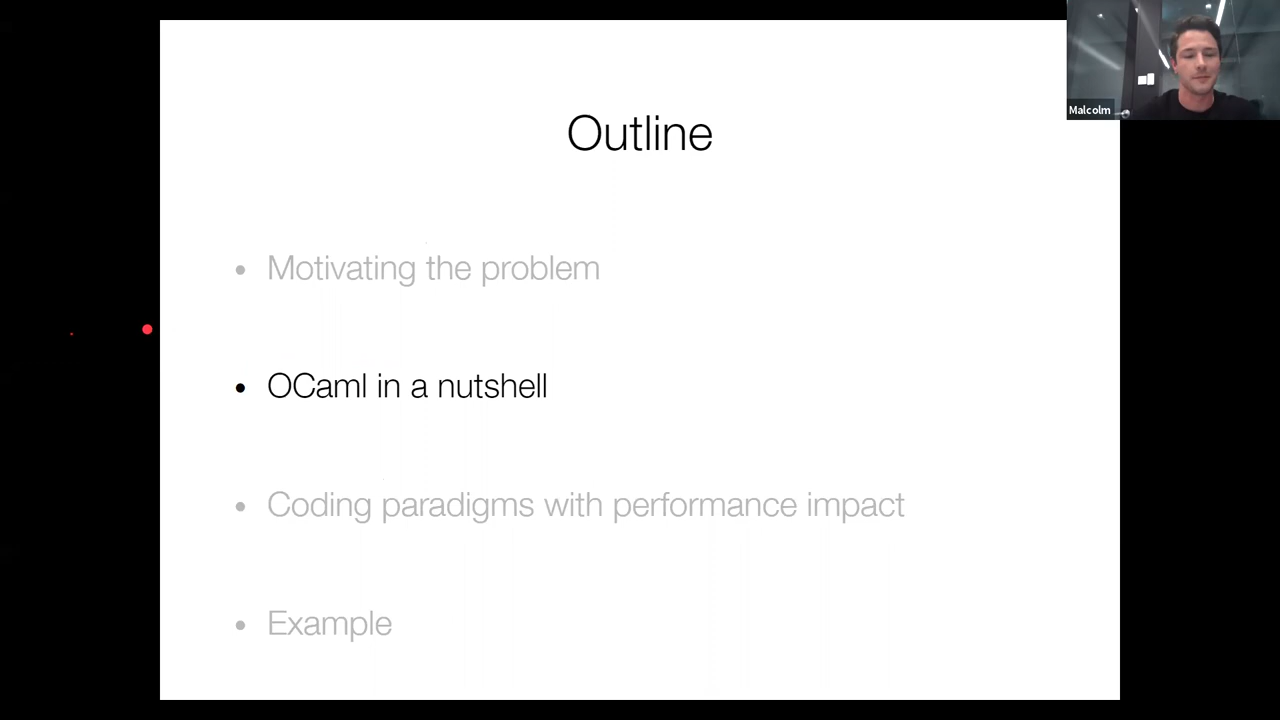 Malcolm
Outline
• Motivating the problem
• OCaml in a nutshell
• Coding paradigms with performance impact
• Example